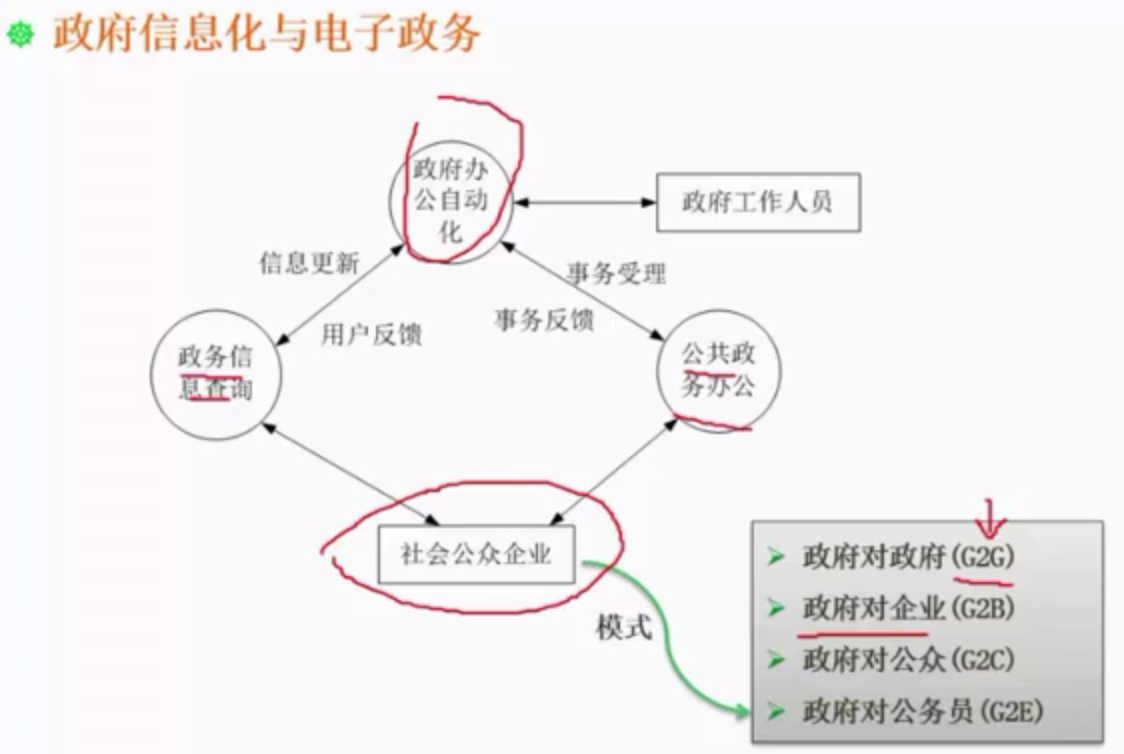 政府信息化与电子政务
政府办
公自动
化
政府工作人员
信息更新
事务受理
用户反馈
事务反馈
政务信
息查询
公共政
务办公
社会公众企业
模式
政府对政府(G2G)
政府对企业(G2B)
政府对公众(G2C)
政府对公务员(G2E)